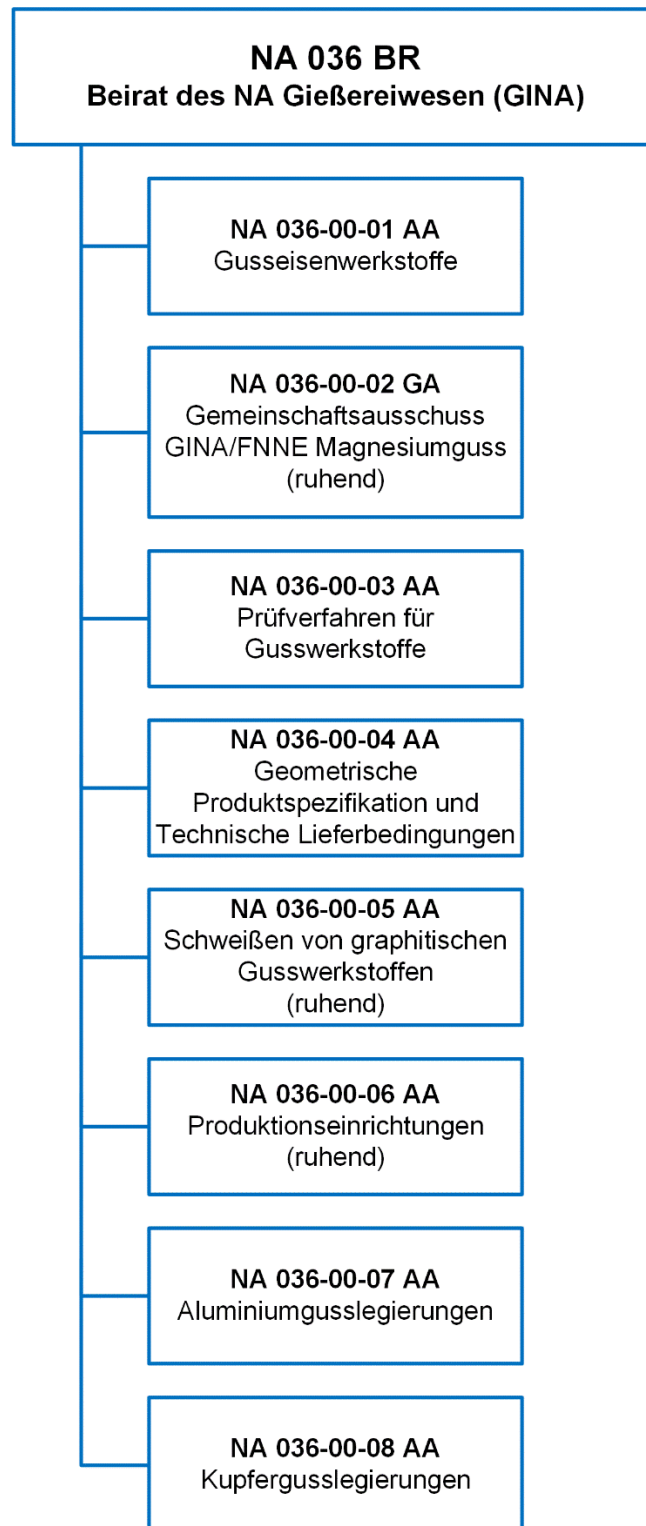 NA 036 BR
Beirat des NA Gießereiwesen (GINA)
NA 036-00-01 AA
Gusseisenwerkstoffe
NA 036-00-02 GA
Gemeinschaftsausschuss
GINA/FNNE Magnesiumguss
(ruhend)
NA 036-00-03 AA
Prüfverfahren für
Gusswerkstoffe
NA 036-00-04 AA
Geometrische
Produktspezifikation und
Technische Lieferbedingungen
NA 036-00-05 AA
Schweißen von graphitischen
Gusswerkstoffen
(ruhend)
NA 036-00-06 AA
Produktionseinrichtungen
(ruhend)
NA 036-00-07 AA
Aluminiumgusslegierungen
NA 036-00-08 AA
Kupfergusslegierungen